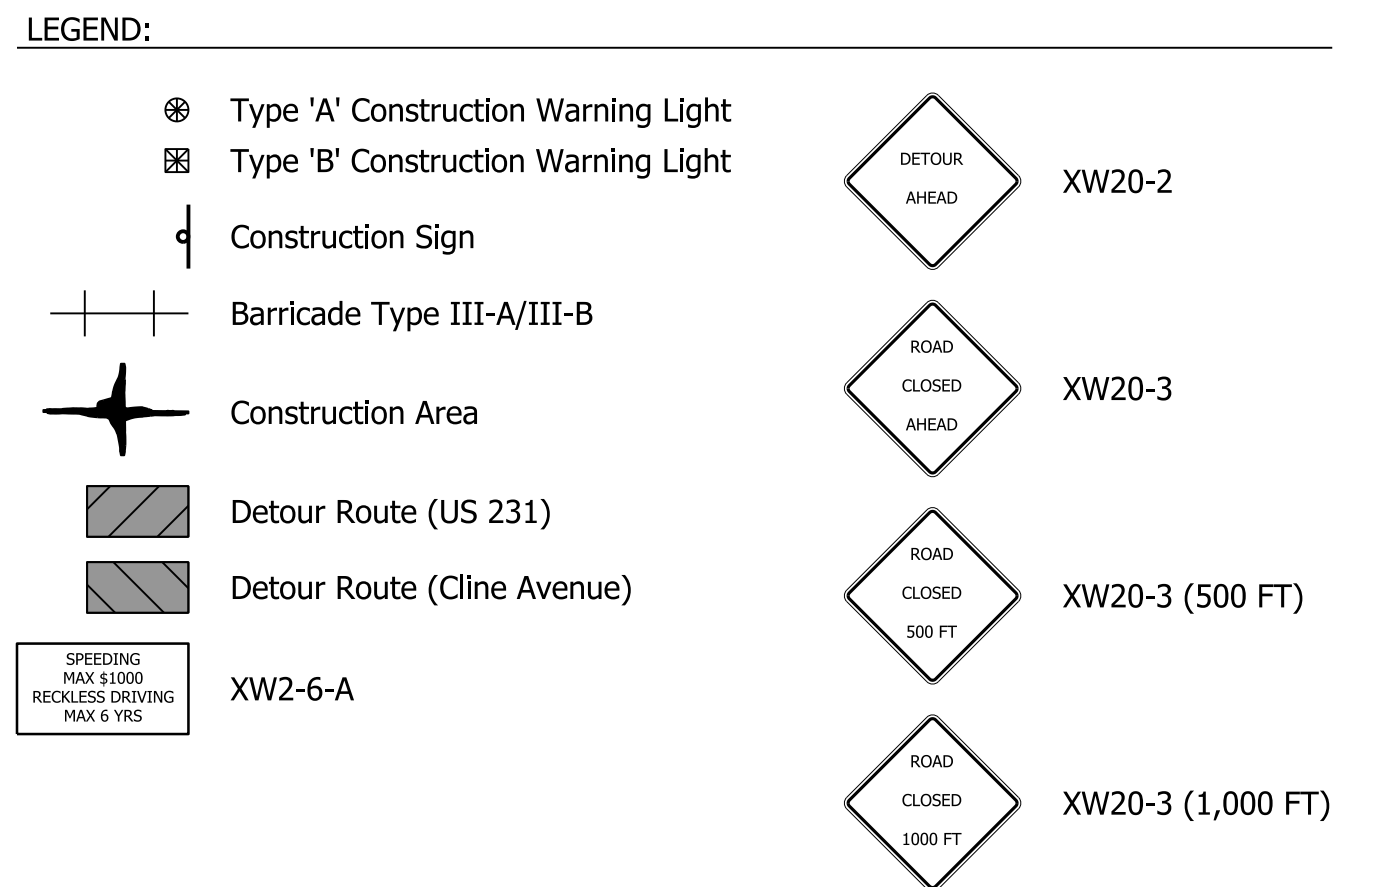 LEGEND:
Type 'A' Construction Warning Light
Type 'B' Construction Warning Light
Construction Sign
Barricade Type III-A/III-B
Construction Area
Detour Route (US 231)
Detour Route (Cline Avenue)
SPEEDING
MAX $1000
RECKLESS DRIVING
MAX 6 YRS
XW2-6-A
DETOUR
AHEAD
XW20-2
ROAD
CLOSED
AHEAD
XW20-3
ROAD
CLOSED
500 FT
XW20-3 (500 FT)
ROAD
CLOSED
1000 FT
XW20-3 (1,000 FT)